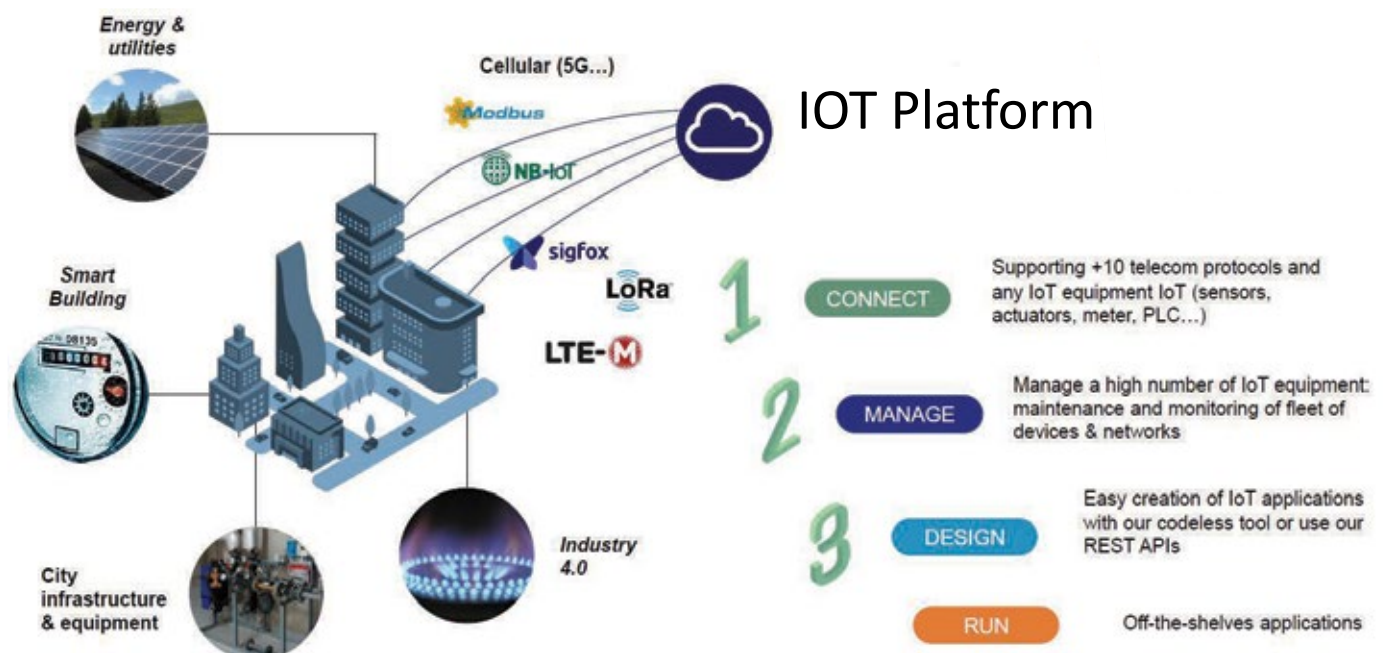 Energy &
utilities
Cellular (5G...)
Modbus
IOT Platform
NB-IoT
sigfox
LoRa
LTE-M
Smart
Building
08135
1
CONNECT
Supporting +10 telecom protocols and
any IoT equipment IoT (sensors,
actuators, meter, PLC...)
2
MANAGE
Manage a high number of IoT equipment:
maintenance and monitoring of fleet of
devices & networks
3
DESIGN
Easy creation of IoT applications
with our codeless tool or use our
REST APIs
RUN
Off-the-shelves applications
City
infrastructure
& equipment
Industry
4.0